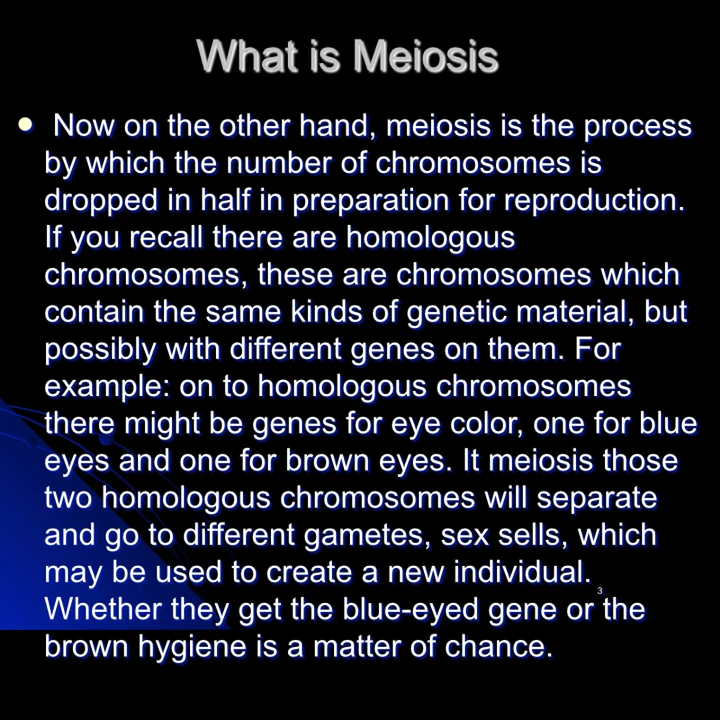 What is Meiosis
Now on the other hand, meiosis is the process
by which the number of chromosomes is
dropped in half in preparation for reproduction.
If you recall there are homologous
chromosomes, these are chromosomes which
contain the same kinds of genetic material, but
possibly with different genes on them. For
example: on to homologous chromosomes
there might be genes for eye color, one for blue
eyes and one for brown eyes. It meiosis those
two homologous chromosomes will separate
and go to different gametes, sex sells, which
may be used to create a new individual.
3
Whether they get the blue-eyed gene or the
brown hygiene is a matter of chance.